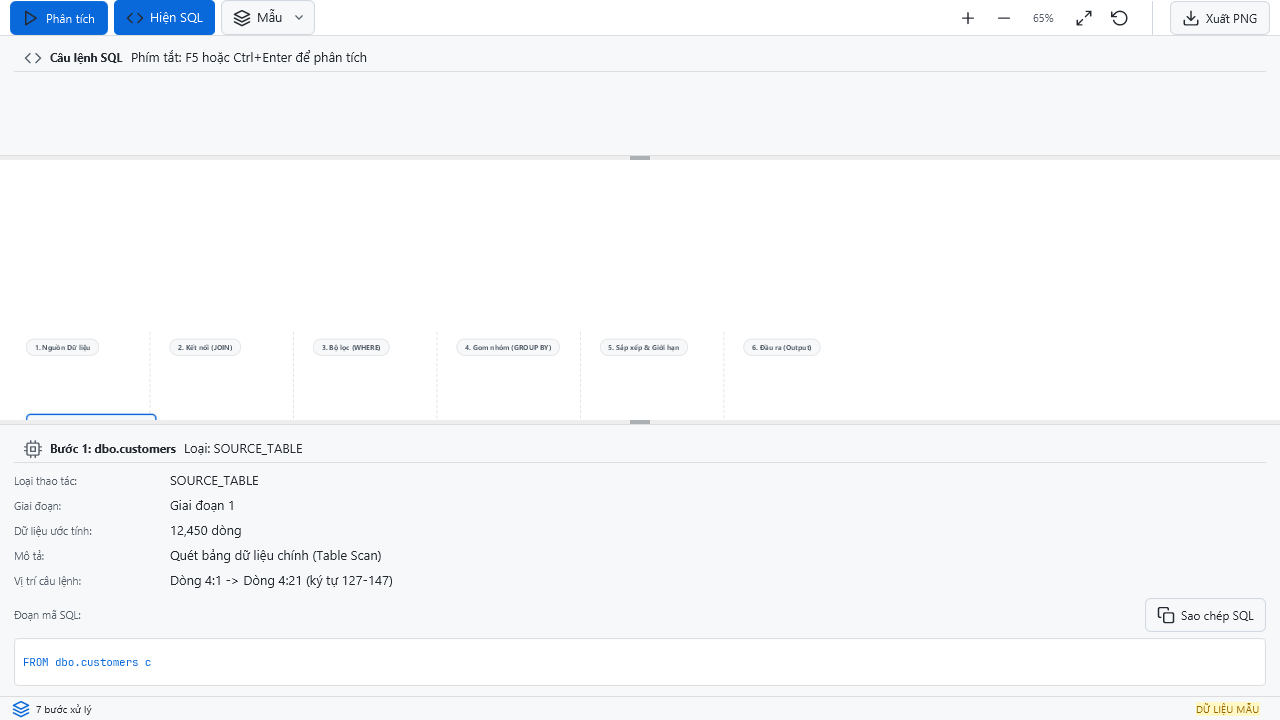 Phân tích
Hiện SQL
Mẫu
65%
Xuất PNG
Câu lệnh SQL Phím tắt: F5 hoặc Ctrl+Enter để phân tích
1. Nguồn Dữ liệu
2. Kết nối (JOIN)
3. Bộ lọc (WHERE)
4. Gom nhóm (GROUP BY)
5. Sắp xếp & Giới hạn
6. Đầu ra (Output)
Bước 1: dbo.customers Loại: SOURCE_TABLE
Loại thao tác: SOURCE_TABLE
Giai đoạn: Giai đoạn 1
Dữ liệu ước tính: 12,450 dòng
Mô tả: Quét bảng dữ liệu chính (Table Scan)
Vị trí câu lệnh: Dòng 4:1 -> Dòng 4:21 (ký tự 127-147)
Đoạn mã SQL:
Sao chép SQL
FROM dbo.customers c
7 bước xử lý
DỮ LIỆU MẪU